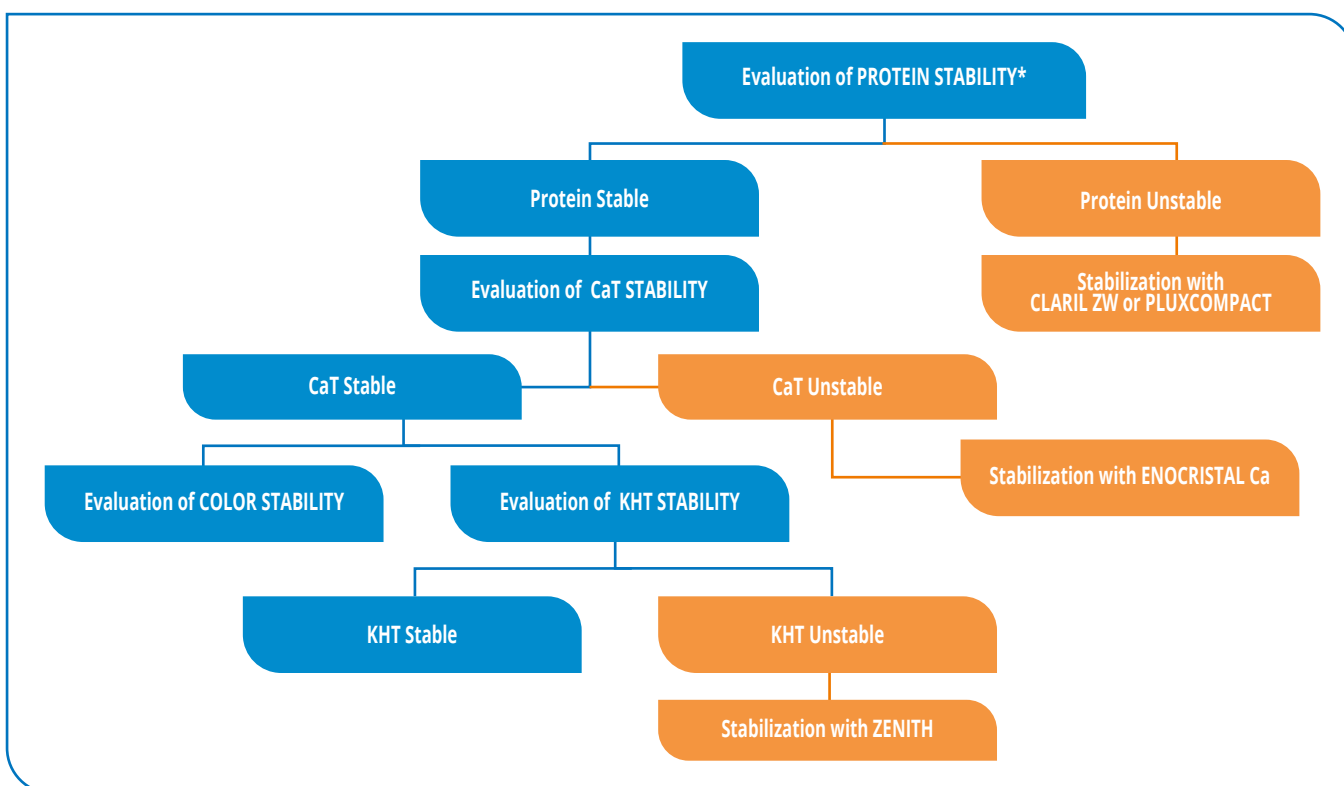 Evaluation of PROTEIN STABILITY*
Protein Stable
Protein Unstable
Evaluation of CaT STABILITY
Stabilization with
CLARIL ZW or PLUXCOMPACT
CaT Stable
CaT Unstable
Evaluation of COLOR STABILITY
Evaluation of KHT STABILITY
Stabilization with ENOCRISTAL Ca
KHT Stable
KHT Unstable
Stabilization with ZENITH